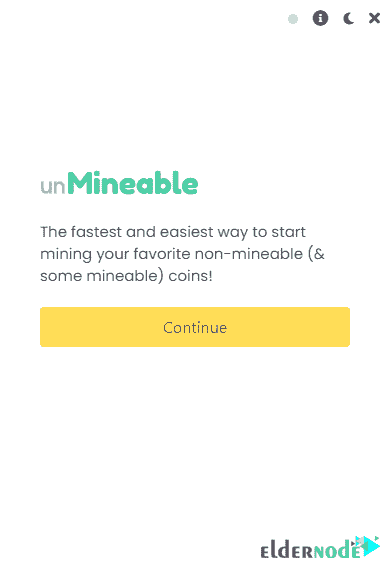 unMineable
The fastest and easiest way to start
mining your favorite non-mineable (&
some mineable) coins!
Continue
ELDERNODE